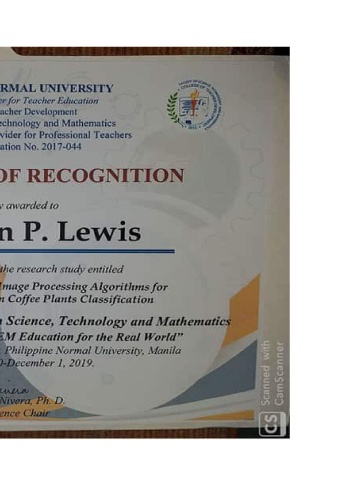 RMAL UNIVERSITY
er for Teacher Education
acher Development
echnology and Mathematics
vider for Professional Teachers
ation No. 2017-044
OF RECOGNITION
y awarded to
n P. Lewis
the research study entitled
Image Processing Algorithms for
n Coffee Plants Classification
n Science, Technology and Mathematics
EM Education for the Real World”
, Philippine Normal University, Manila
0-December 1, 2019.
Nivera, Ph. D.
ence Chair
CS
Scanned with
CamScanner